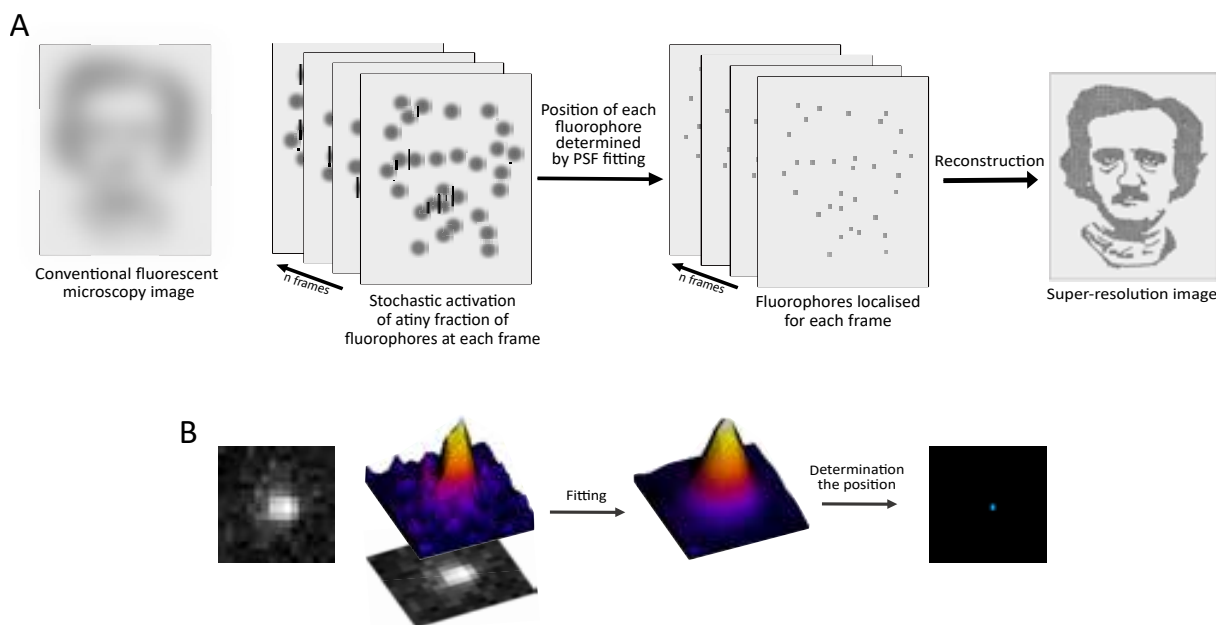 A
Conventional fluorescent
microscopy image
n frames
Stochastic activation
of atiny fraction of
fluorophores at each frame
Position of each
fluorophore
determined
by PSF fitting
n frames
Fluorophores localised
for each frame
Reconstruction
Super-resolution image
B
Fitting
Determination
the position